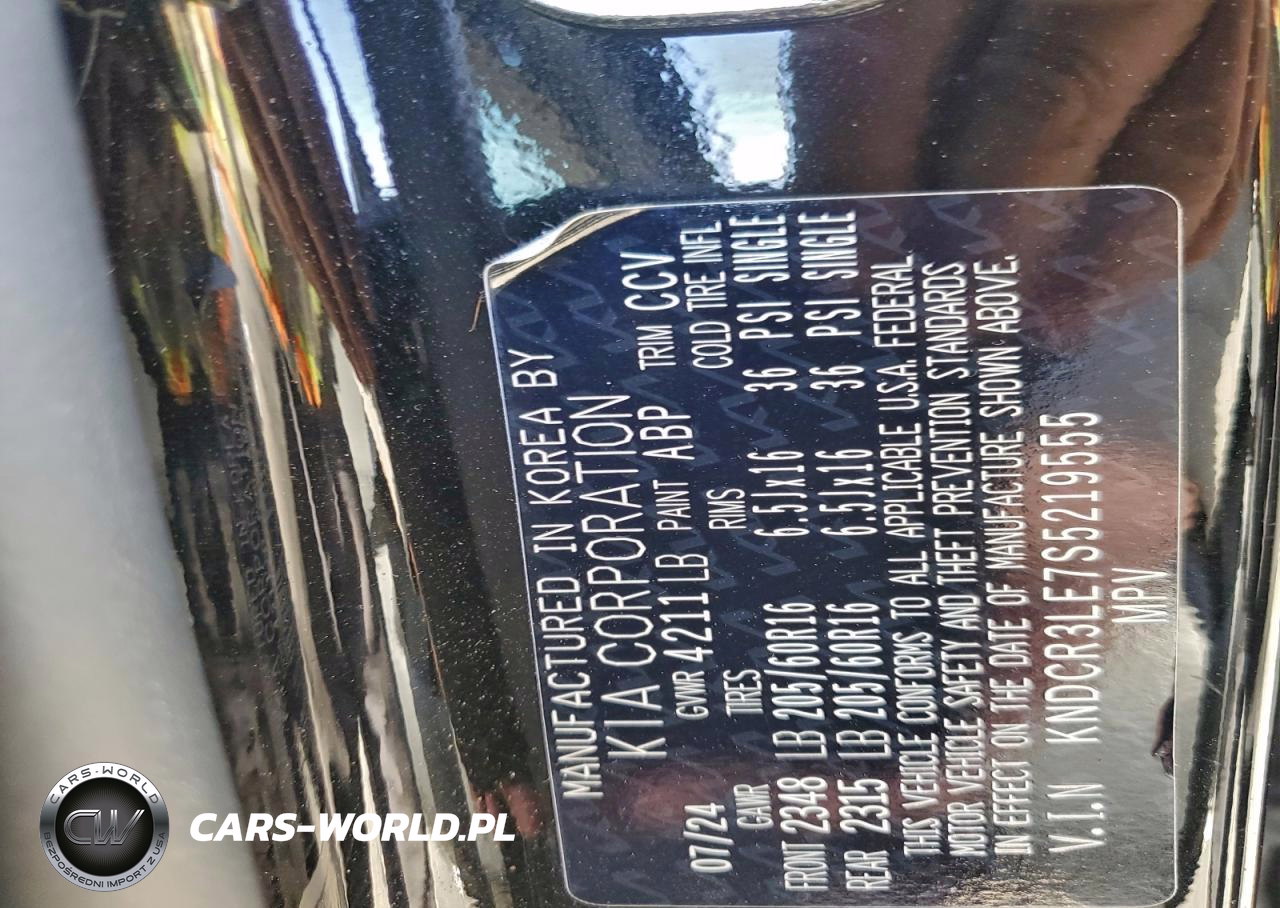 MANUFACTURED IN KOREA BY
KIA CORPORATION
07/24 GVWR 4211 LB PAINT ABP TRIM CCV
GAWR TIRES RIMS COLD TIRE INFL
FRONT 2348 LB 205/60R16 6.5Jx16 36 PSI SINGLE
REAR 2315 LB 205/60R16 6.5Jx16 36 PSI SINGLE
THIS VEHICLE CONFORMS TO ALL APPLICABLE U.S.A. FEDERAL
MOTOR VEHICLE SAFETY AND THEFT PREVENTION STANDARDS
IN EFFECT ON THE DATE OF MANUFACTURE SHOWN ABOVE.
V.I.N KNDCR3LE7S5219555
MPV
CARS-WORLD
CW
BEZPOŚREDNI IMPORT Z USA
CARS-WORLD.PL